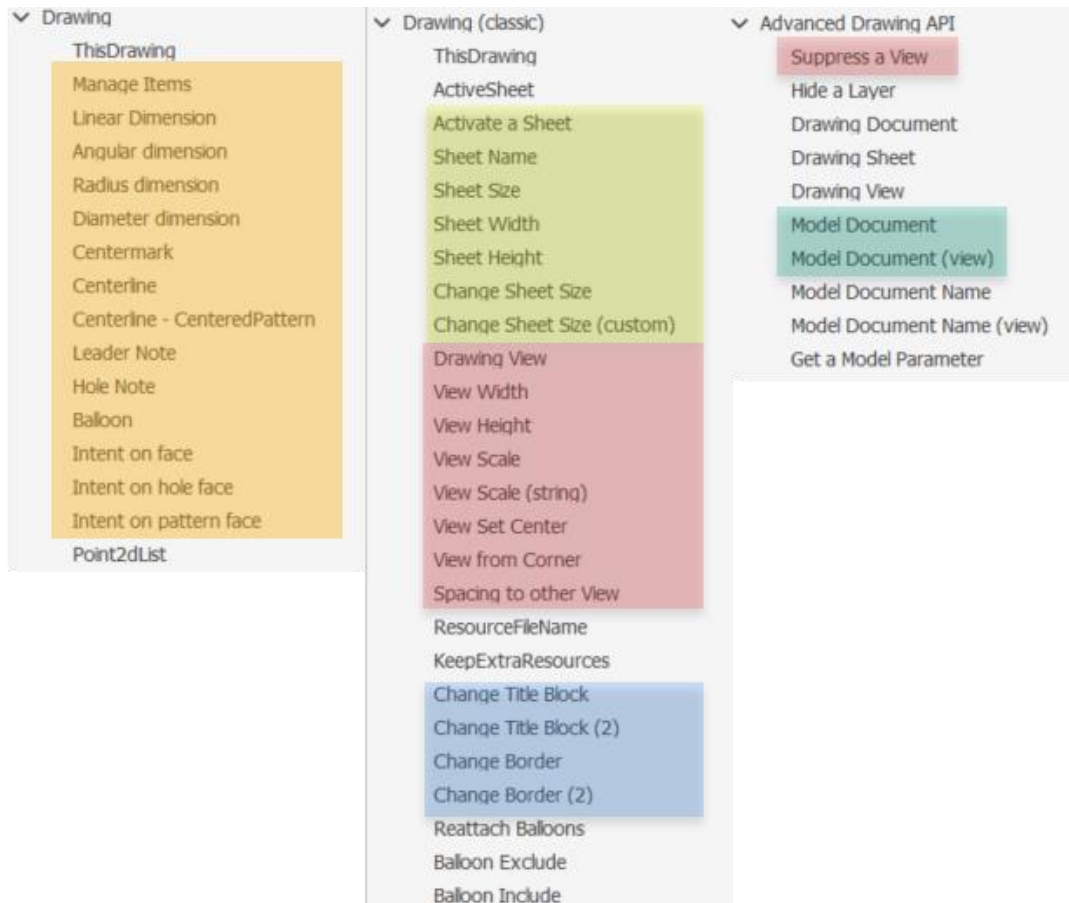 Drawing
ThisDrawing
Manage Items
Linear Dimension
Angular dimension
Radius dimension
Diameter dimension
Centermark
Centerline
Centerline - CenteredPattern
Leader Note
Hole Note
Balloon
Intent on face
Intent on hole face
Intent on pattern face
Point2dList
Drawing (classic)
ThisDrawing
ActiveSheet
Activate a Sheet
Sheet Name
Sheet Size
Sheet Width
Sheet Height
Change Sheet Size
Change Sheet Size (custom)
Drawing View
View Width
View Height
View Scale
View Scale (string)
View Set Center
View from Corner
Spacing to other View
ResourceFileName
KeepExtraResources
Change Title Block
Change Title Block (2)
Change Border
Change Border (2)
Reattach Balloons
Balloon Exclude
Balloon Include
Advanced Drawing API
Suppress a View
Hide a Layer
Drawing Document
Drawing Sheet
Drawing View
Model Document
Model Document (view)
Model Document Name
Model Document Name (view)
Get a Model Parameter